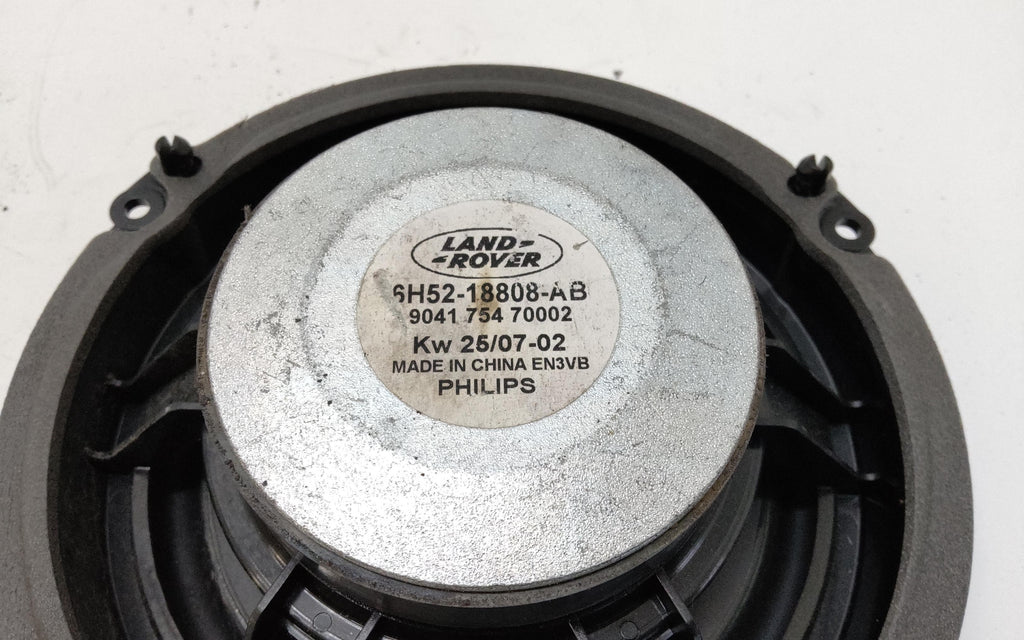 LAND-
-ROVER
6H52-18808-AB
9041 754 70002
Kw 25/07-02
MADE IN CHINA EN3VB
PHILIPS